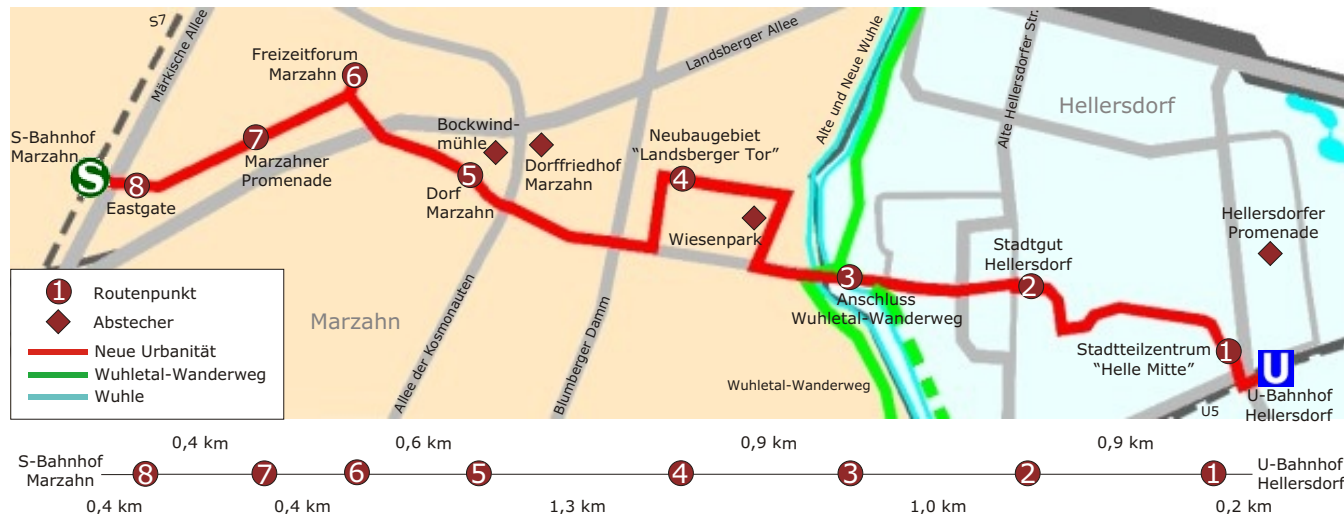 S7
Märkische Allee
Freizeitforum
Marzahn
6
Landsberger Allee
Alte und Neue Wuhle
Alte Hellersdorfer Str.
Hellersdorf
S-Bahnhof
Marzahn
S
7
Marzahner
Promenade
8
Eastgate
Bockwind-
mühle
Dorffriedhof
Marzahn
5
Dorf
Marzahn
Neubaugebiet
"Landsberger Tor"
4
Wiesenpark
Hellersdorfer
Promenade
Stadtgut
Hellersdorf
2
3
Anschluss
Wuhletal-Wanderweg
1
Stadtteilzentrum
"Helle Mitte"
U
U-Bahnhof
Hellersdorf
U5
Wuhletal-Wanderweg
Marzahn
Allee der Kosmonauten
Blumberger Damm
1 Routenpunkt
Abstecher
Neue Urbanität
Wuhletal-Wanderweg
Wuhle
0,4 km 0,6 km 0,9 km 0,9 km
S-Bahnhof
Marzahn
8 7 6 5 4 3 2 1
U-Bahnhof
Hellersdorf
0,4 km 0,4 km 1,3 km 1,0 km 0,2 km